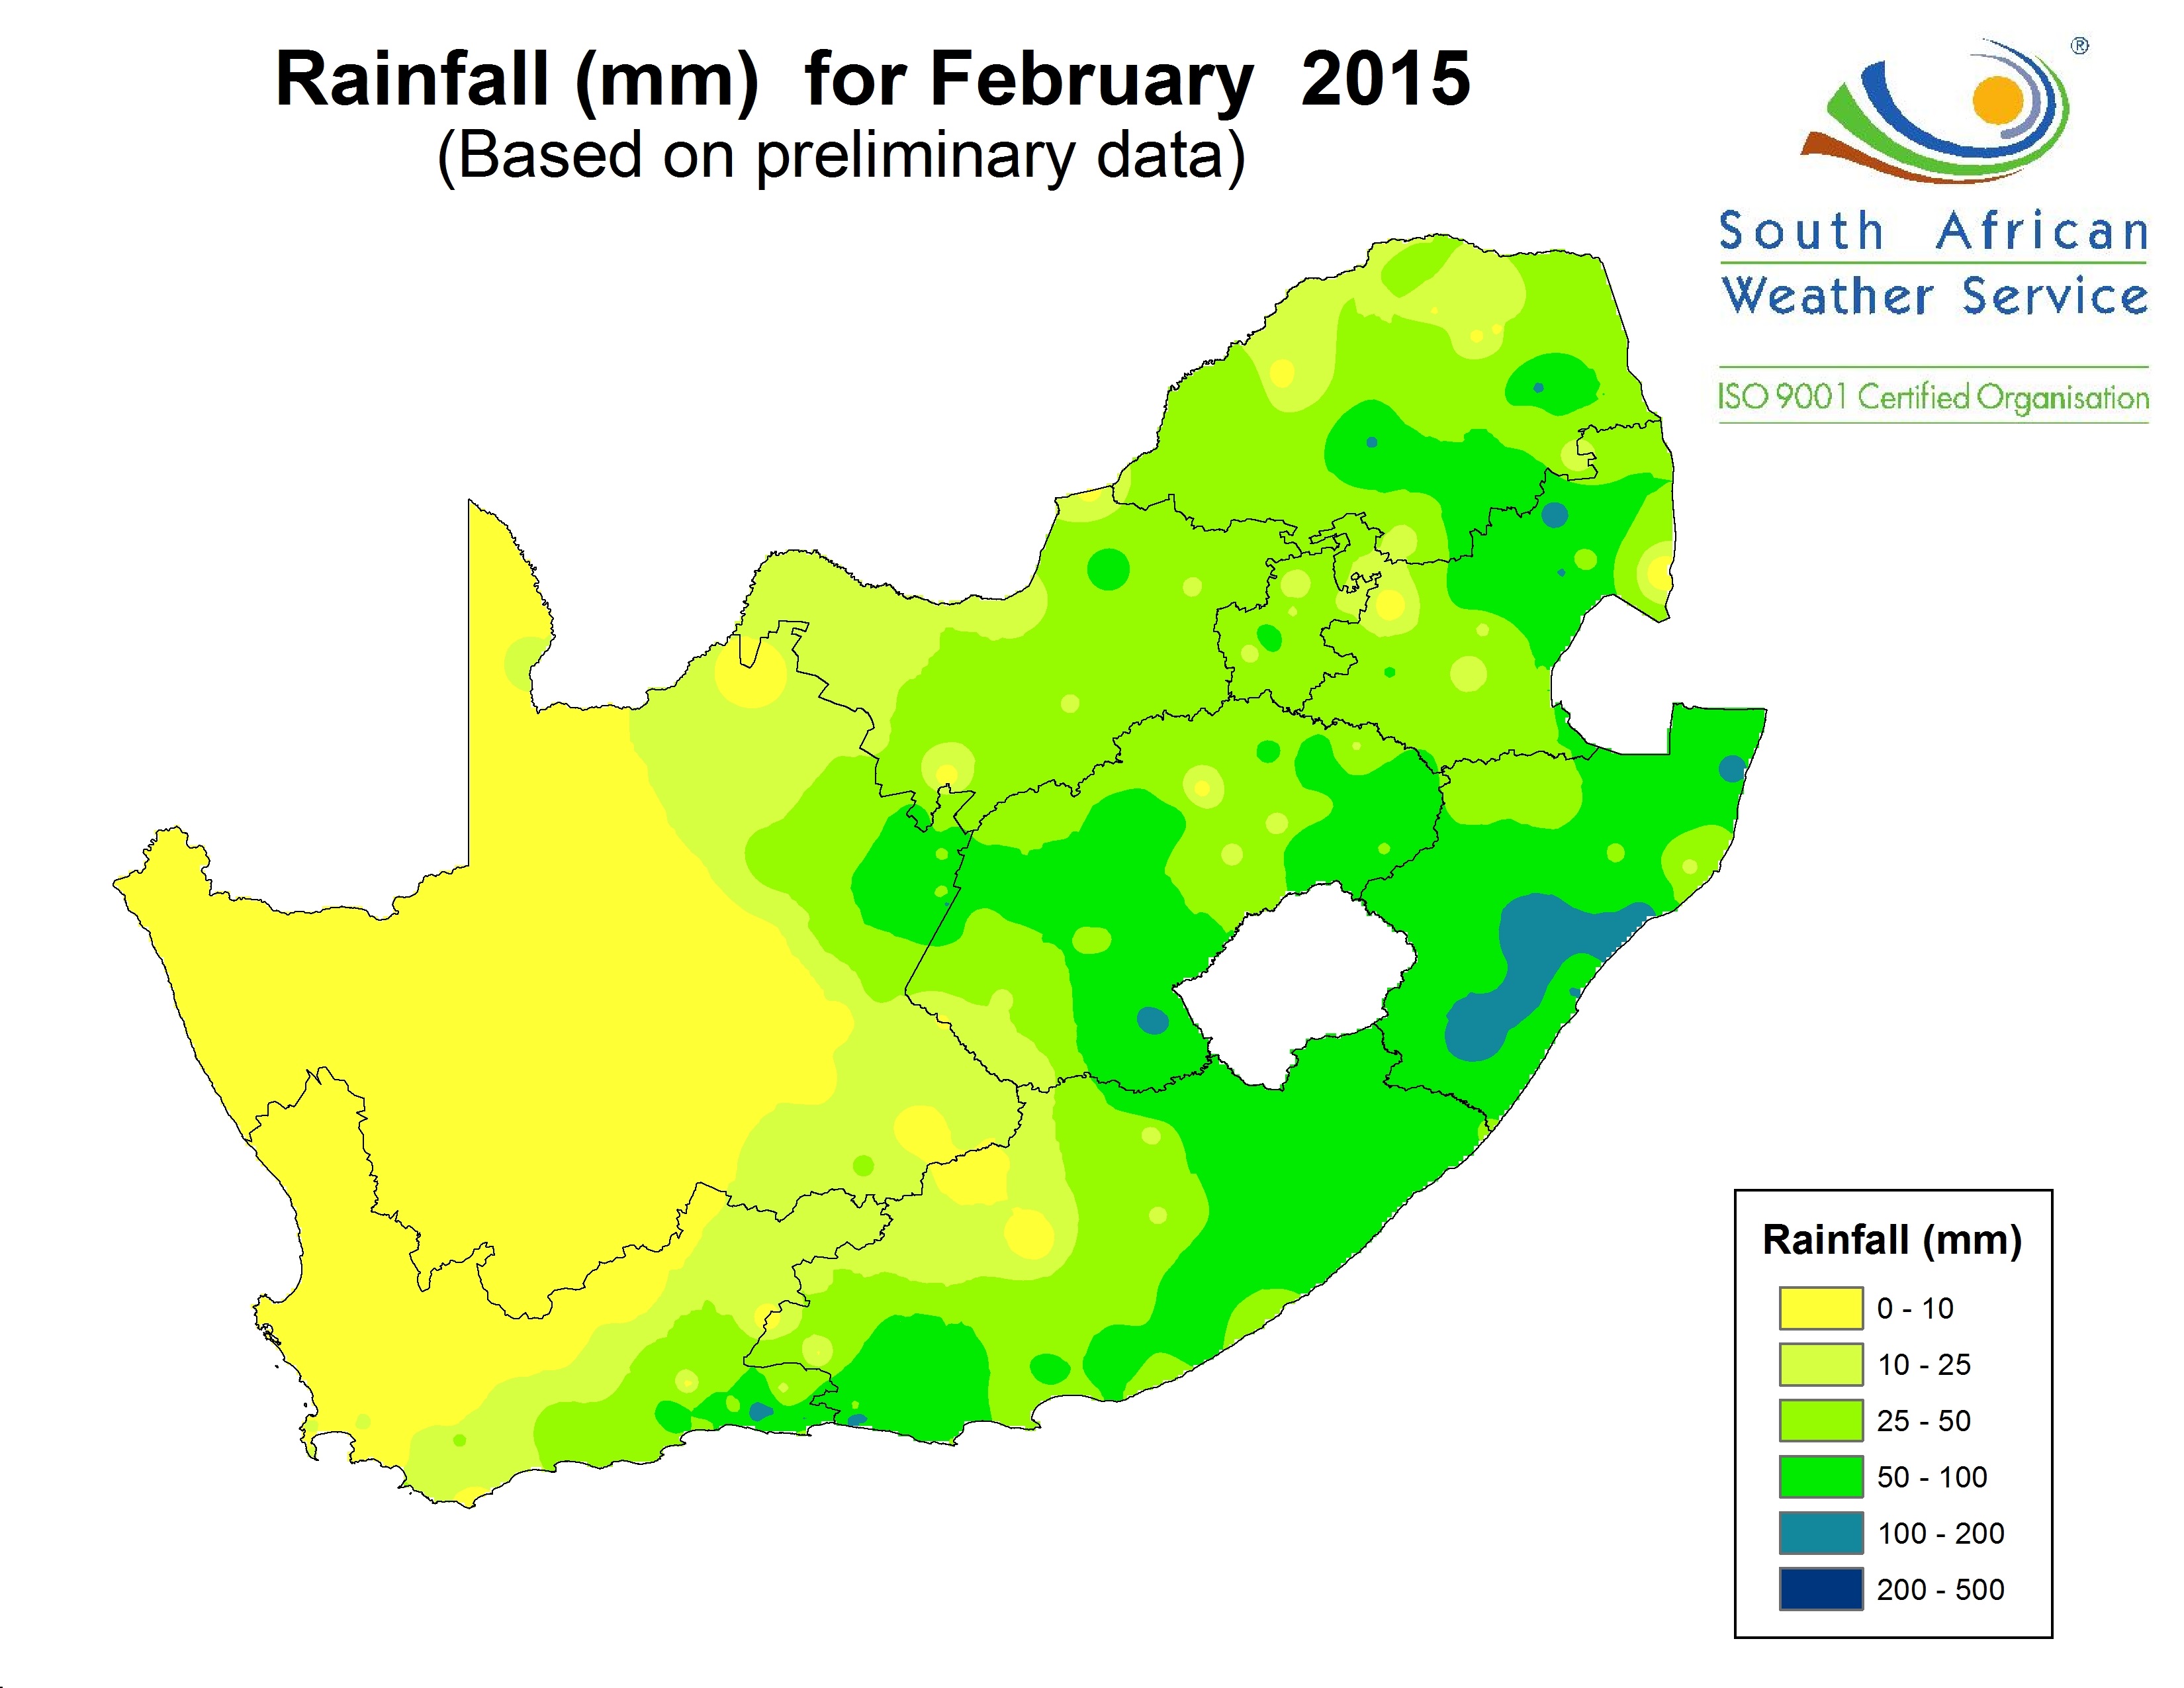 Rainfall (mm) for February 2015
(Based on preliminary data)
®
South African
Weather Service
ISO 9001 Certified Organisation
Rainfall (mm)
0 - 10
10 - 25
25 - 50
50 - 100
100 - 200
200 - 500